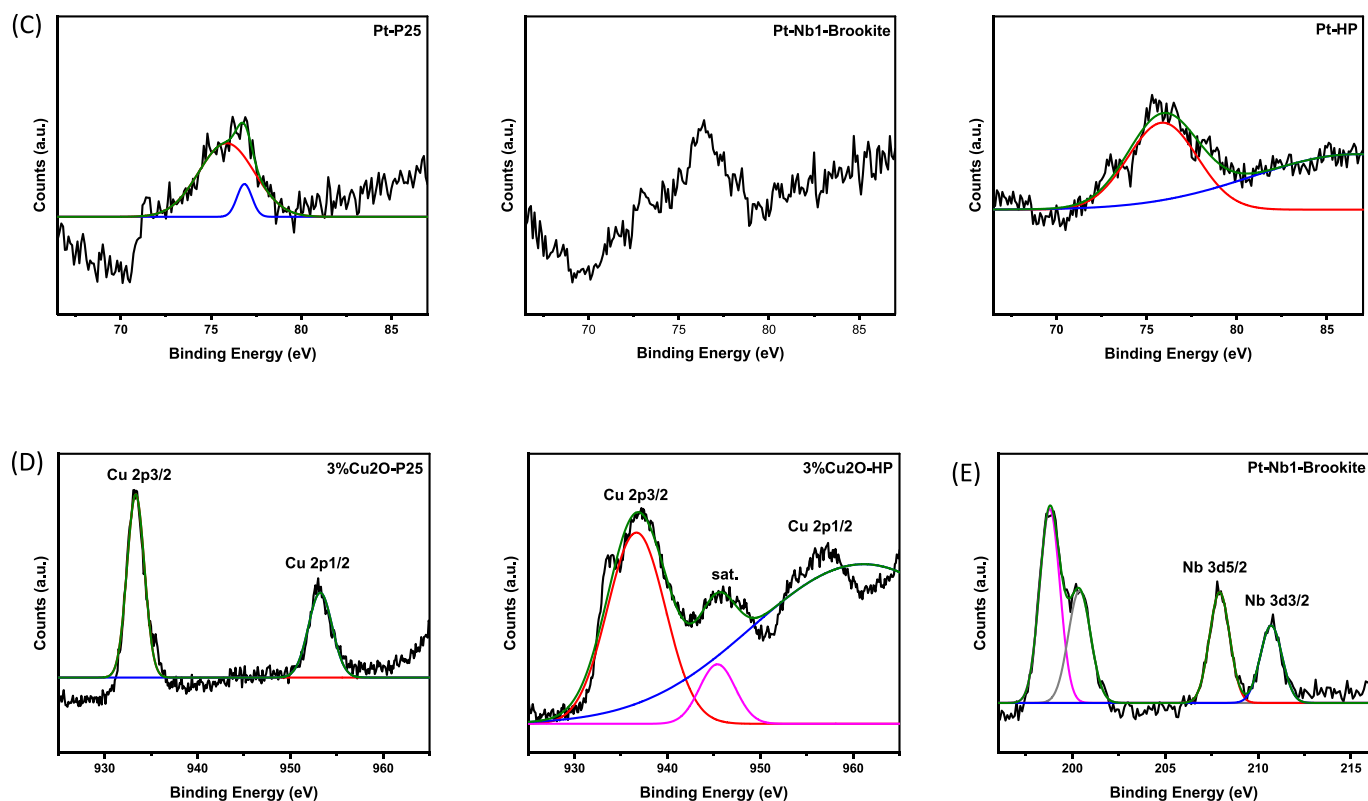 (C)
Pt-P25
Counts (a.u.)
70 75 80 85
Binding Energy (eV)
Pt-Nb1-Brookite
Counts (a.u.)
70 75 80 85
Binding Energy (eV)
Pt-HP
Counts (a.u.)
70 75 80 85
Binding Energy (eV)
(D)
3%Cu2O-P25
Cu 2p3/2
Cu 2p1/2
Counts (a.u.)
930 940 950 960
Binding Energy (eV)
3%Cu2O-HP
Cu 2p3/2
Cu 2p1/2
sat.
Counts (a.u.)
930 940 950 960
Binding Energy (eV)
(E)
Pt-Nb1-Brookite
Nb 3d5/2
Nb 3d3/2
Counts (a.u.)
200 205 210 215
Binding Energy (eV)